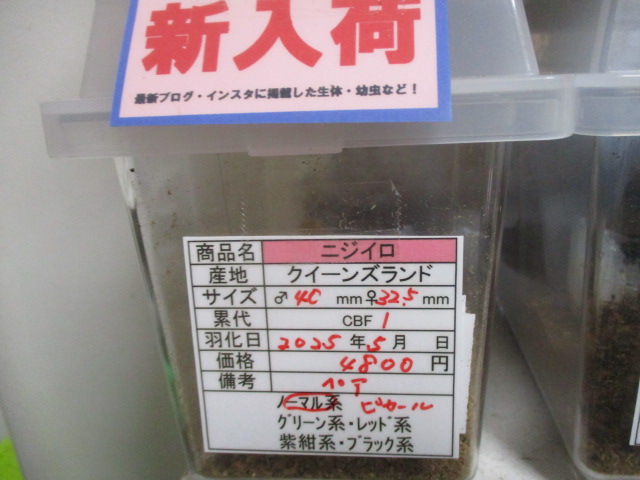 新入荷
最新ブログ・インスタに掲載した生体・幼虫など！
商品名 ニジイロ
産地 クイーンズランド
サイズ ♂40 mm♀32.5 mm
累代 CBF 1
羽化日 2025 年 5 月 日
価格 4800 円
備考 ペア
ノーマル系 ピカール
グリーン系・レッド系
紫紺系・ブラック系